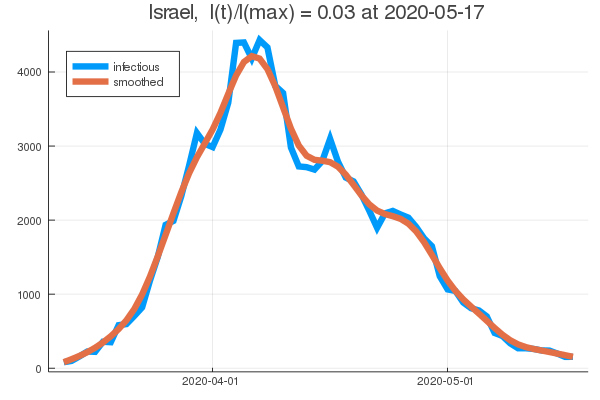 Israel, I(t)/I(max) = 0.03 at 2020-05-17
infectious
smoothed
4000
3000
2000
1000
0
2020-04-01
2020-05-01